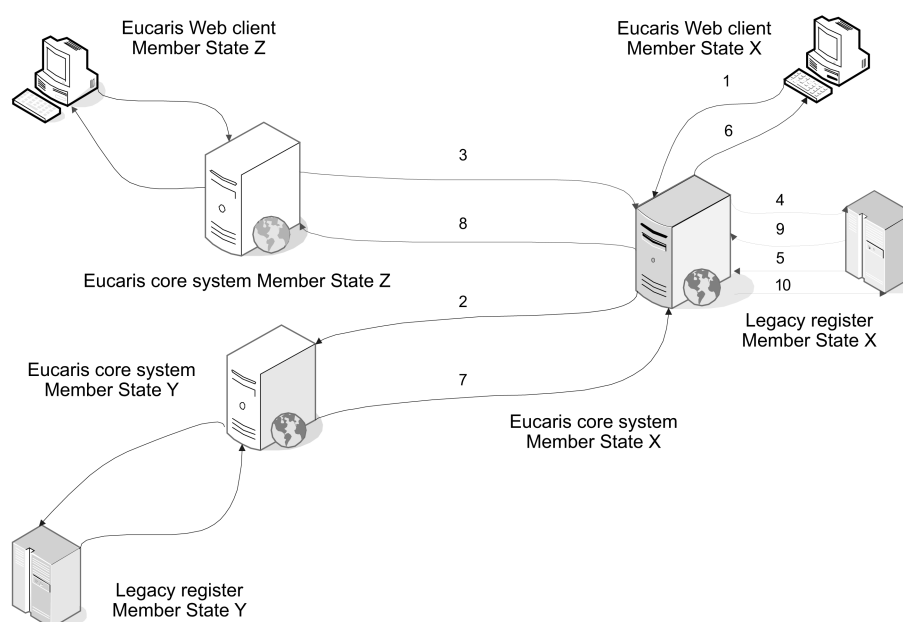 Eucaris Web client
Member State Z
Eucaris Web client
Member State X
1
6
3
4
9
8
5
10
Eucaris core system Member State Z
2
Legacy register
Member State X
Eucaris core system
Member State Y
7
Eucaris core system
Member State X
Legacy register
Member State Y